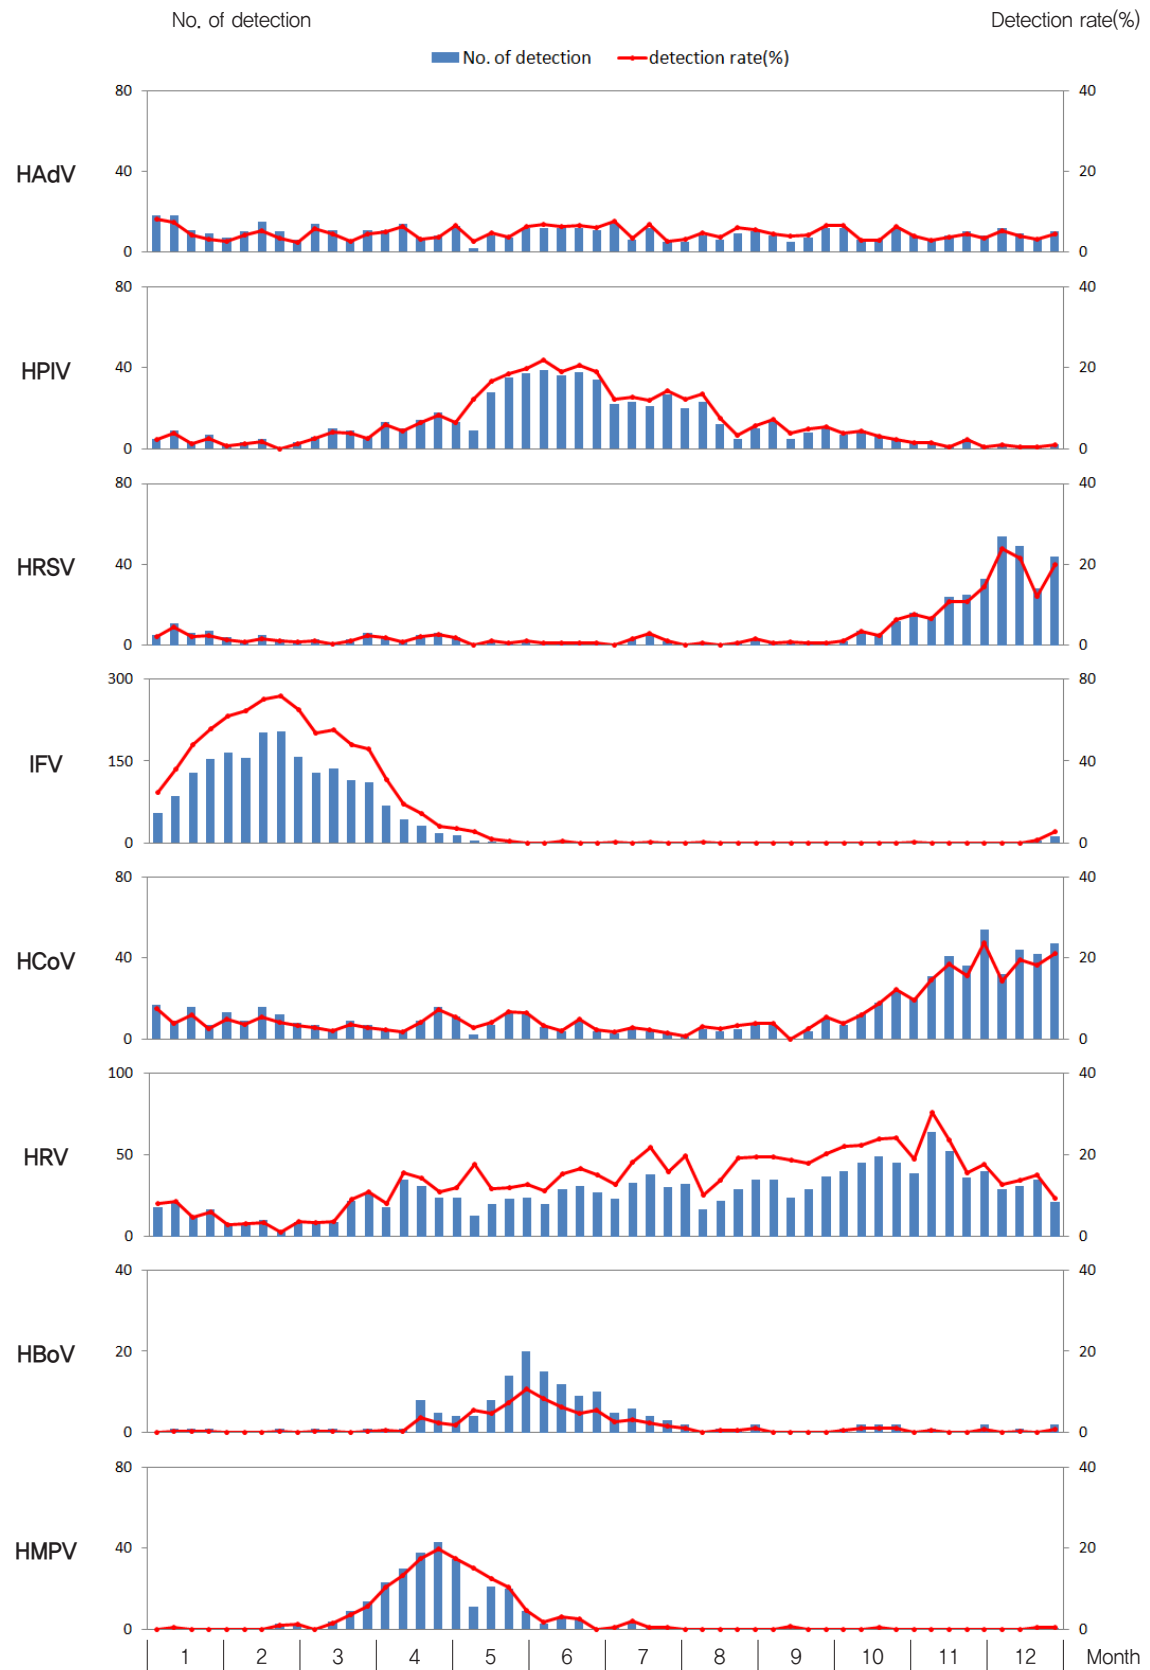 No. of detection Detection rate(%)
No. of detection detection rate(%)
80 40
HAdV 40 20
0 0
80 40
HPIV 40 20
0 0
80 40
HRSV 40 20
0 0
300 80
IFV 150 40
0 0
80 40
HCoV 40 20
0 0
100 40
HRV 50 20
0 0
40 40
HBoV 20 20
0 0
80 40
HMPV 40 20
0 0
1 2 3 4 5 6 7 8 9 10 11 12 Month